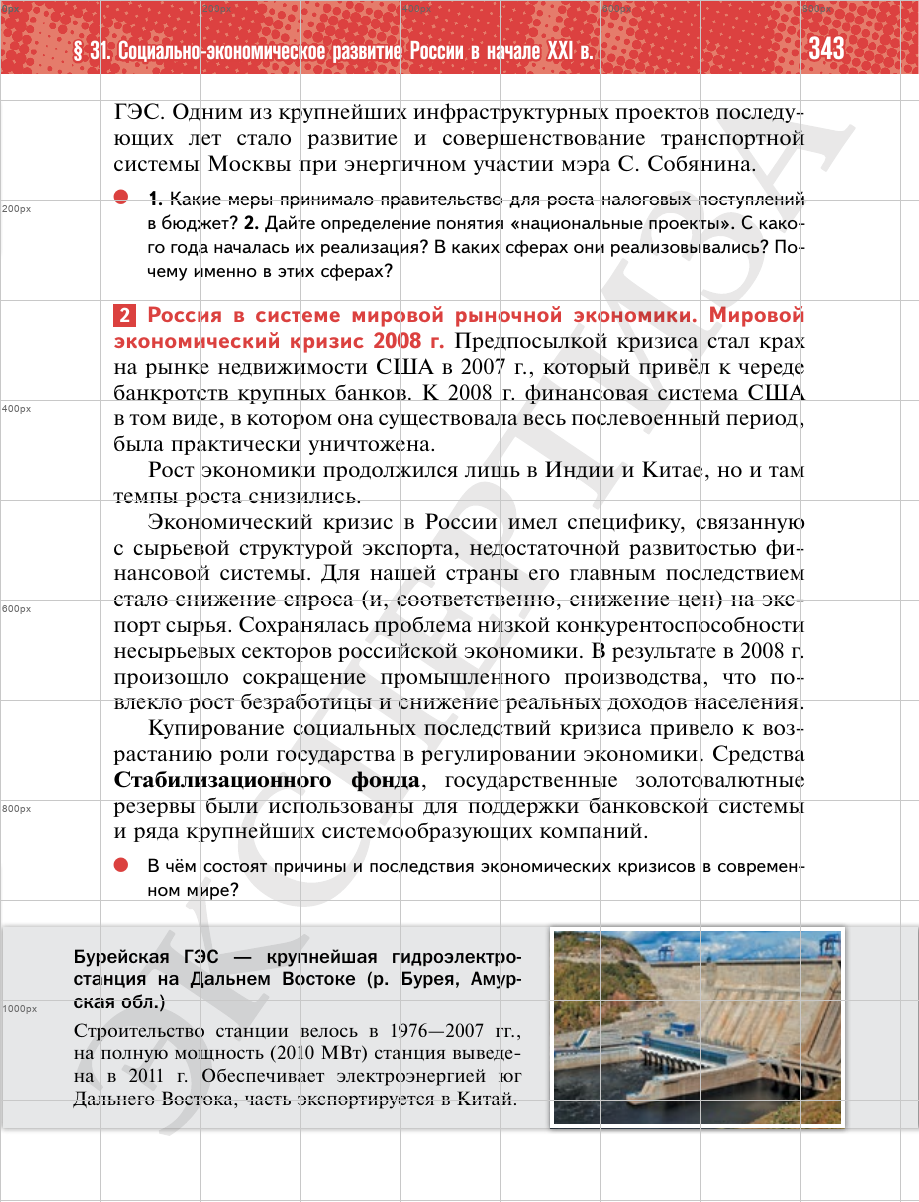 § 31. Социально-экономическое развитие России в начале XXI в.
343
ГЭС. Одним из крупнейших инфраструктурных проектов последу-
ющих лет стало развитие и совершенствование транспортной
системы Москвы при энергичном участии мэра С. Собянина.
1. Какие меры принимало правительство для роста налоговых поступлений
в бюджет? 2. Дайте определение понятия «национальные проекты». С како-
го года началась их реализация? В каких сферах они реализовывались? По-
чему именно в этих сферах?
2 Россия в системе мировой рыночной экономики. Мировой
экономический кризис 2008 г. Предпосылкой кризиса стал крах
на рынке недвижимости США в 2007 г., который привёл к череде
банкротств крупных банков. К 2008 г. финансовая система США
в том виде, в котором она существовала весь послевоенный период,
была практически уничтожена.
Рост экономики продолжился лишь в Индии и Китае, но и там
темпы роста снизились.
Экономический кризис в России имел специфику, связанную
с сырьевой структурой экспорта, недостаточной развитостью фи-
нансовой системы. Для нашей страны его главным последствием
стало снижение спроса (и, соответственно, снижение цен) на экс-
порт сырья. Сохранялась проблема низкой конкурентоспособности
несырьевых секторов российской экономики. В результате в 2008 г.
произошло сокращение промышленного производства, что по-
влекло рост безработицы и снижение реальных доходов населения.
Купирование социальных последствий кризиса привело к воз-
растанию роли государства в регулировании экономики. Средства
Стабилизационного фонда, государственные золотовалютные
резервы были использованы для поддержки банковской системы
и ряда крупнейших системообразующих компаний.
В чём состоят причины и последствия экономических кризисов в современ-
ном мире?
Бурейская ГЭС — крупнейшая гидроэлектро-
станция на Дальнем Востоке (р. Бурея, Амур-
ская обл.)
Строительство станции велось в 1976—2007 гг.,
на полную мощность (2010 МВт) станция выведе-
на в 2011 г. Обеспечивает электроэнергией юг
Дальнего Востока, часть экспортируется в Китай.
ЭКСПЕРТИЗА
200px
400px
600px
800px
1000px